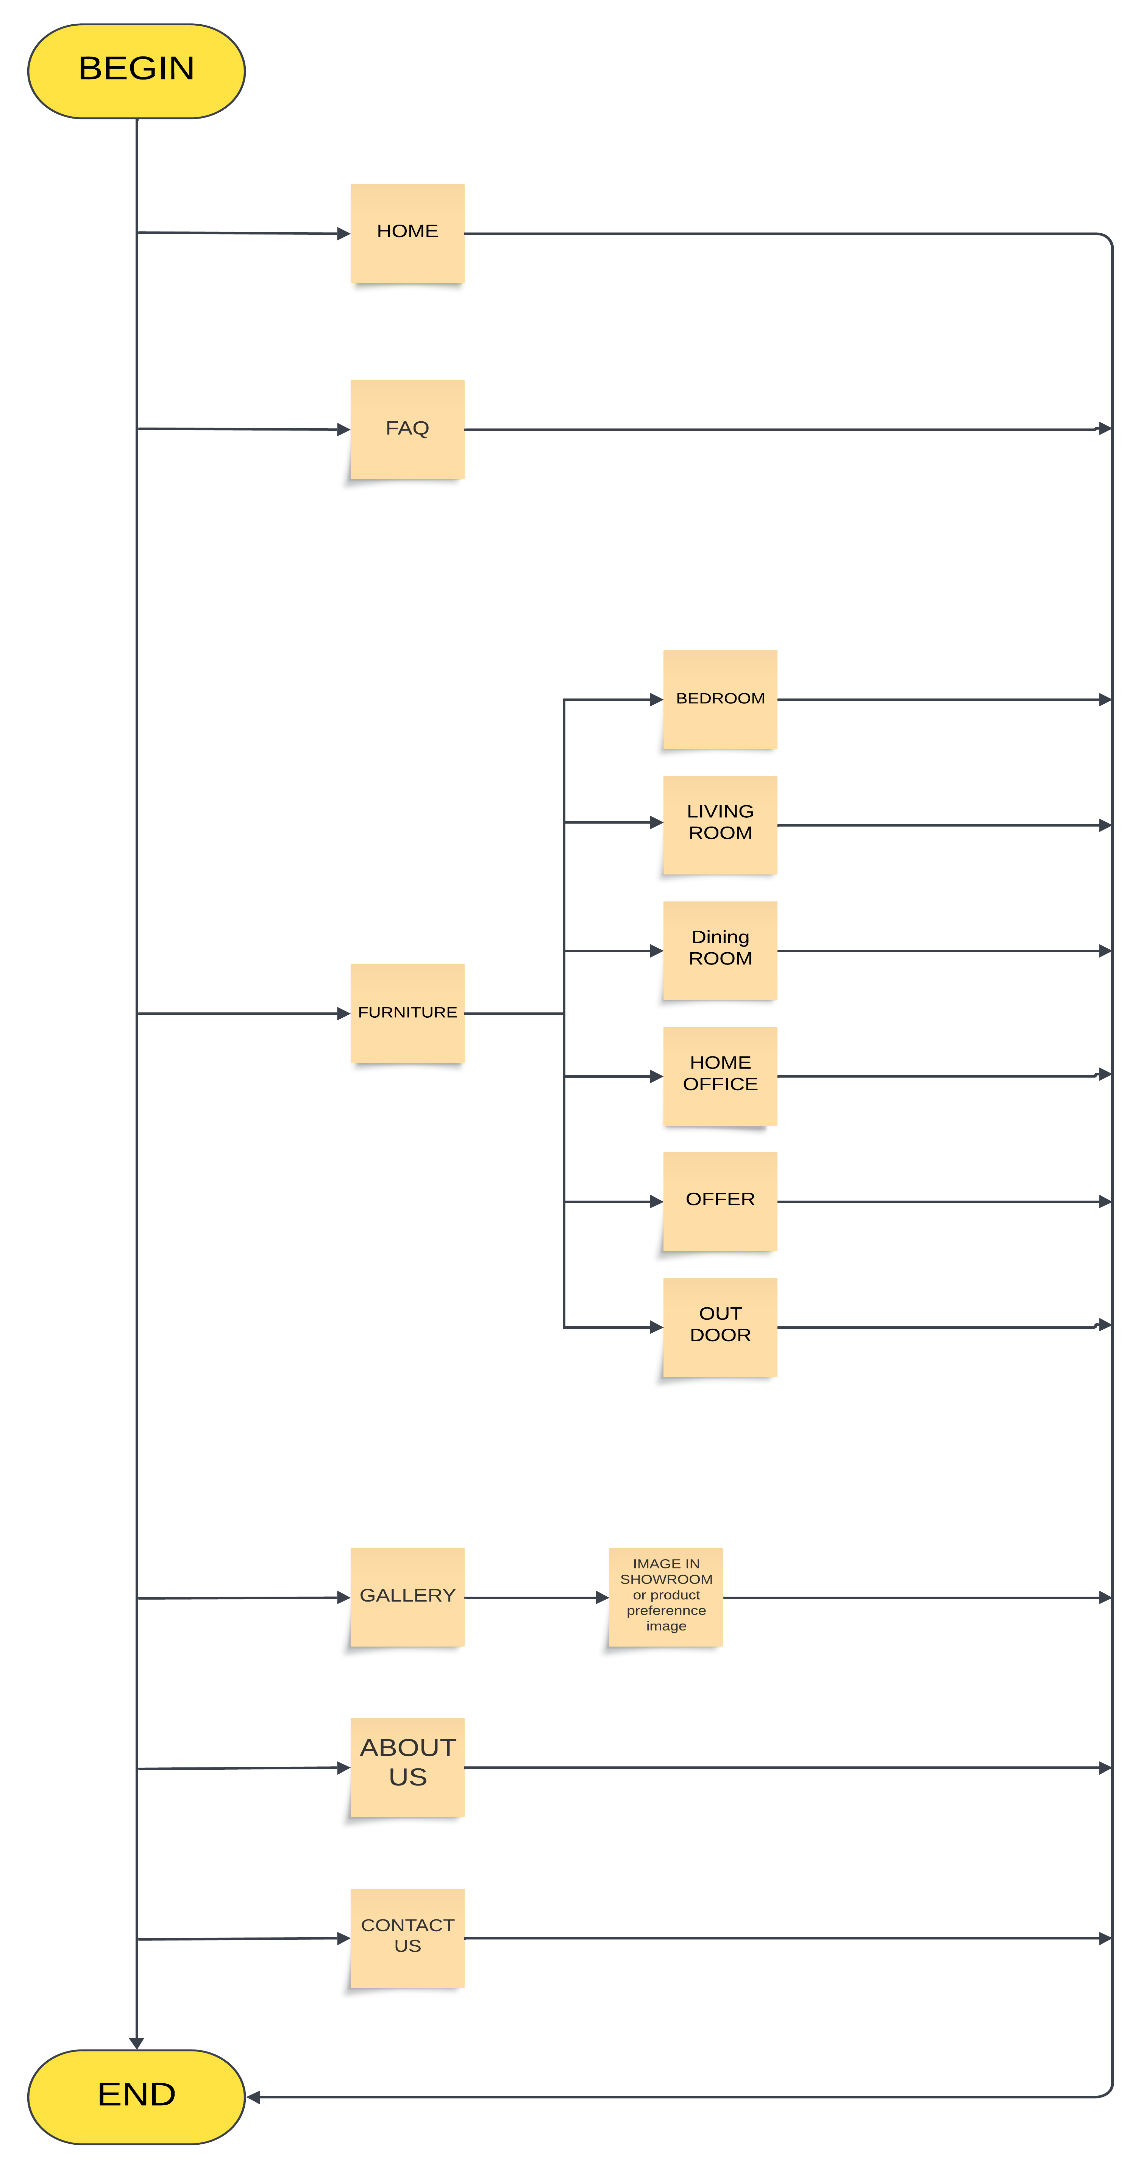 BEGIN
HOME
FAQ
BEDROOM
LIVING
ROOM
Dining
ROOM
FURNITURE
HOME
OFFICE
OFFER
OUT
DOOR
GALLERY
IMAGE IN
SHOWROOM
or product
preferennce
image
ABOUT
US
CONTACT
US
END